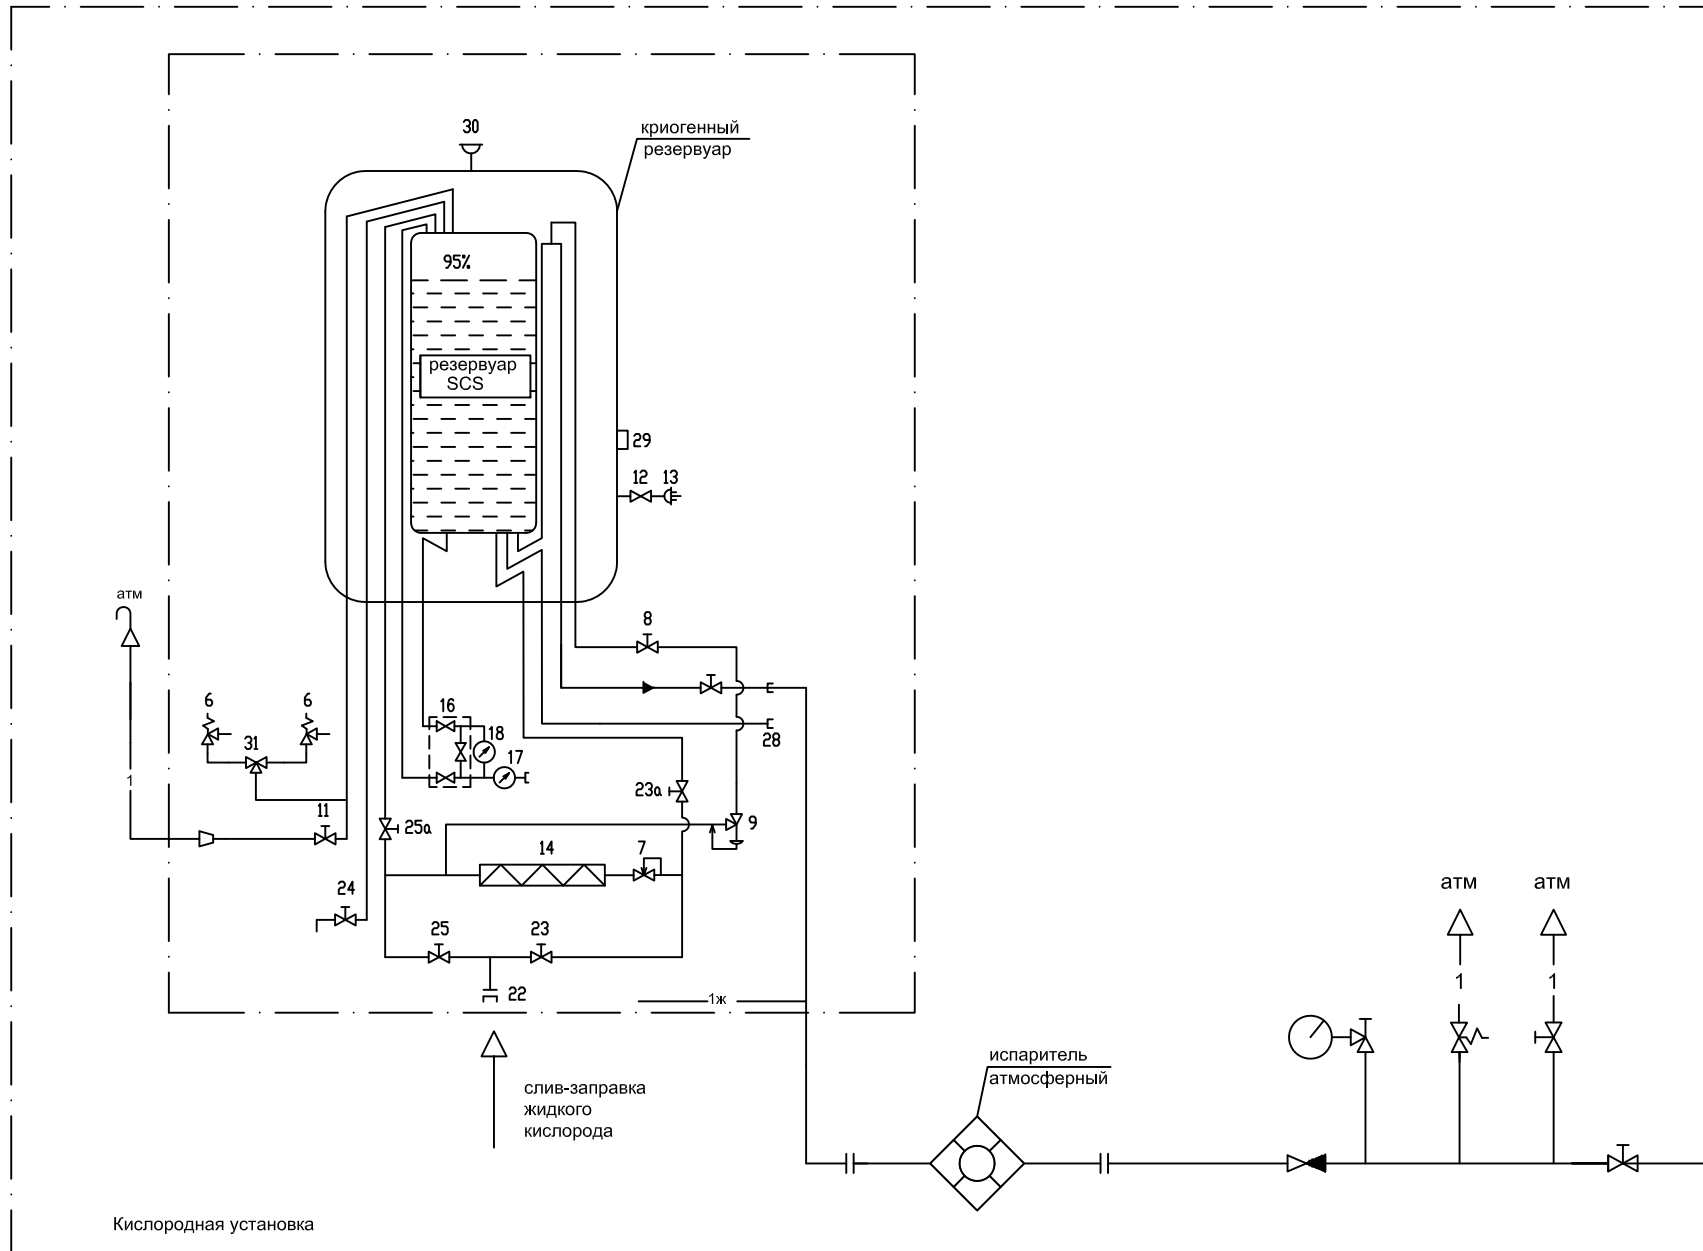 30
криогенный
резервуар
95%
резервуар
SCS
29
12
13
атм
8
6
6
16
18
31
28
17
1
23а
11
25а
9
14
7
24
25
23
22
1ж
атм
атм
1
1
слив-заправка
жидкого
кислорода
испаритель
атмосферный
Кислородная установка